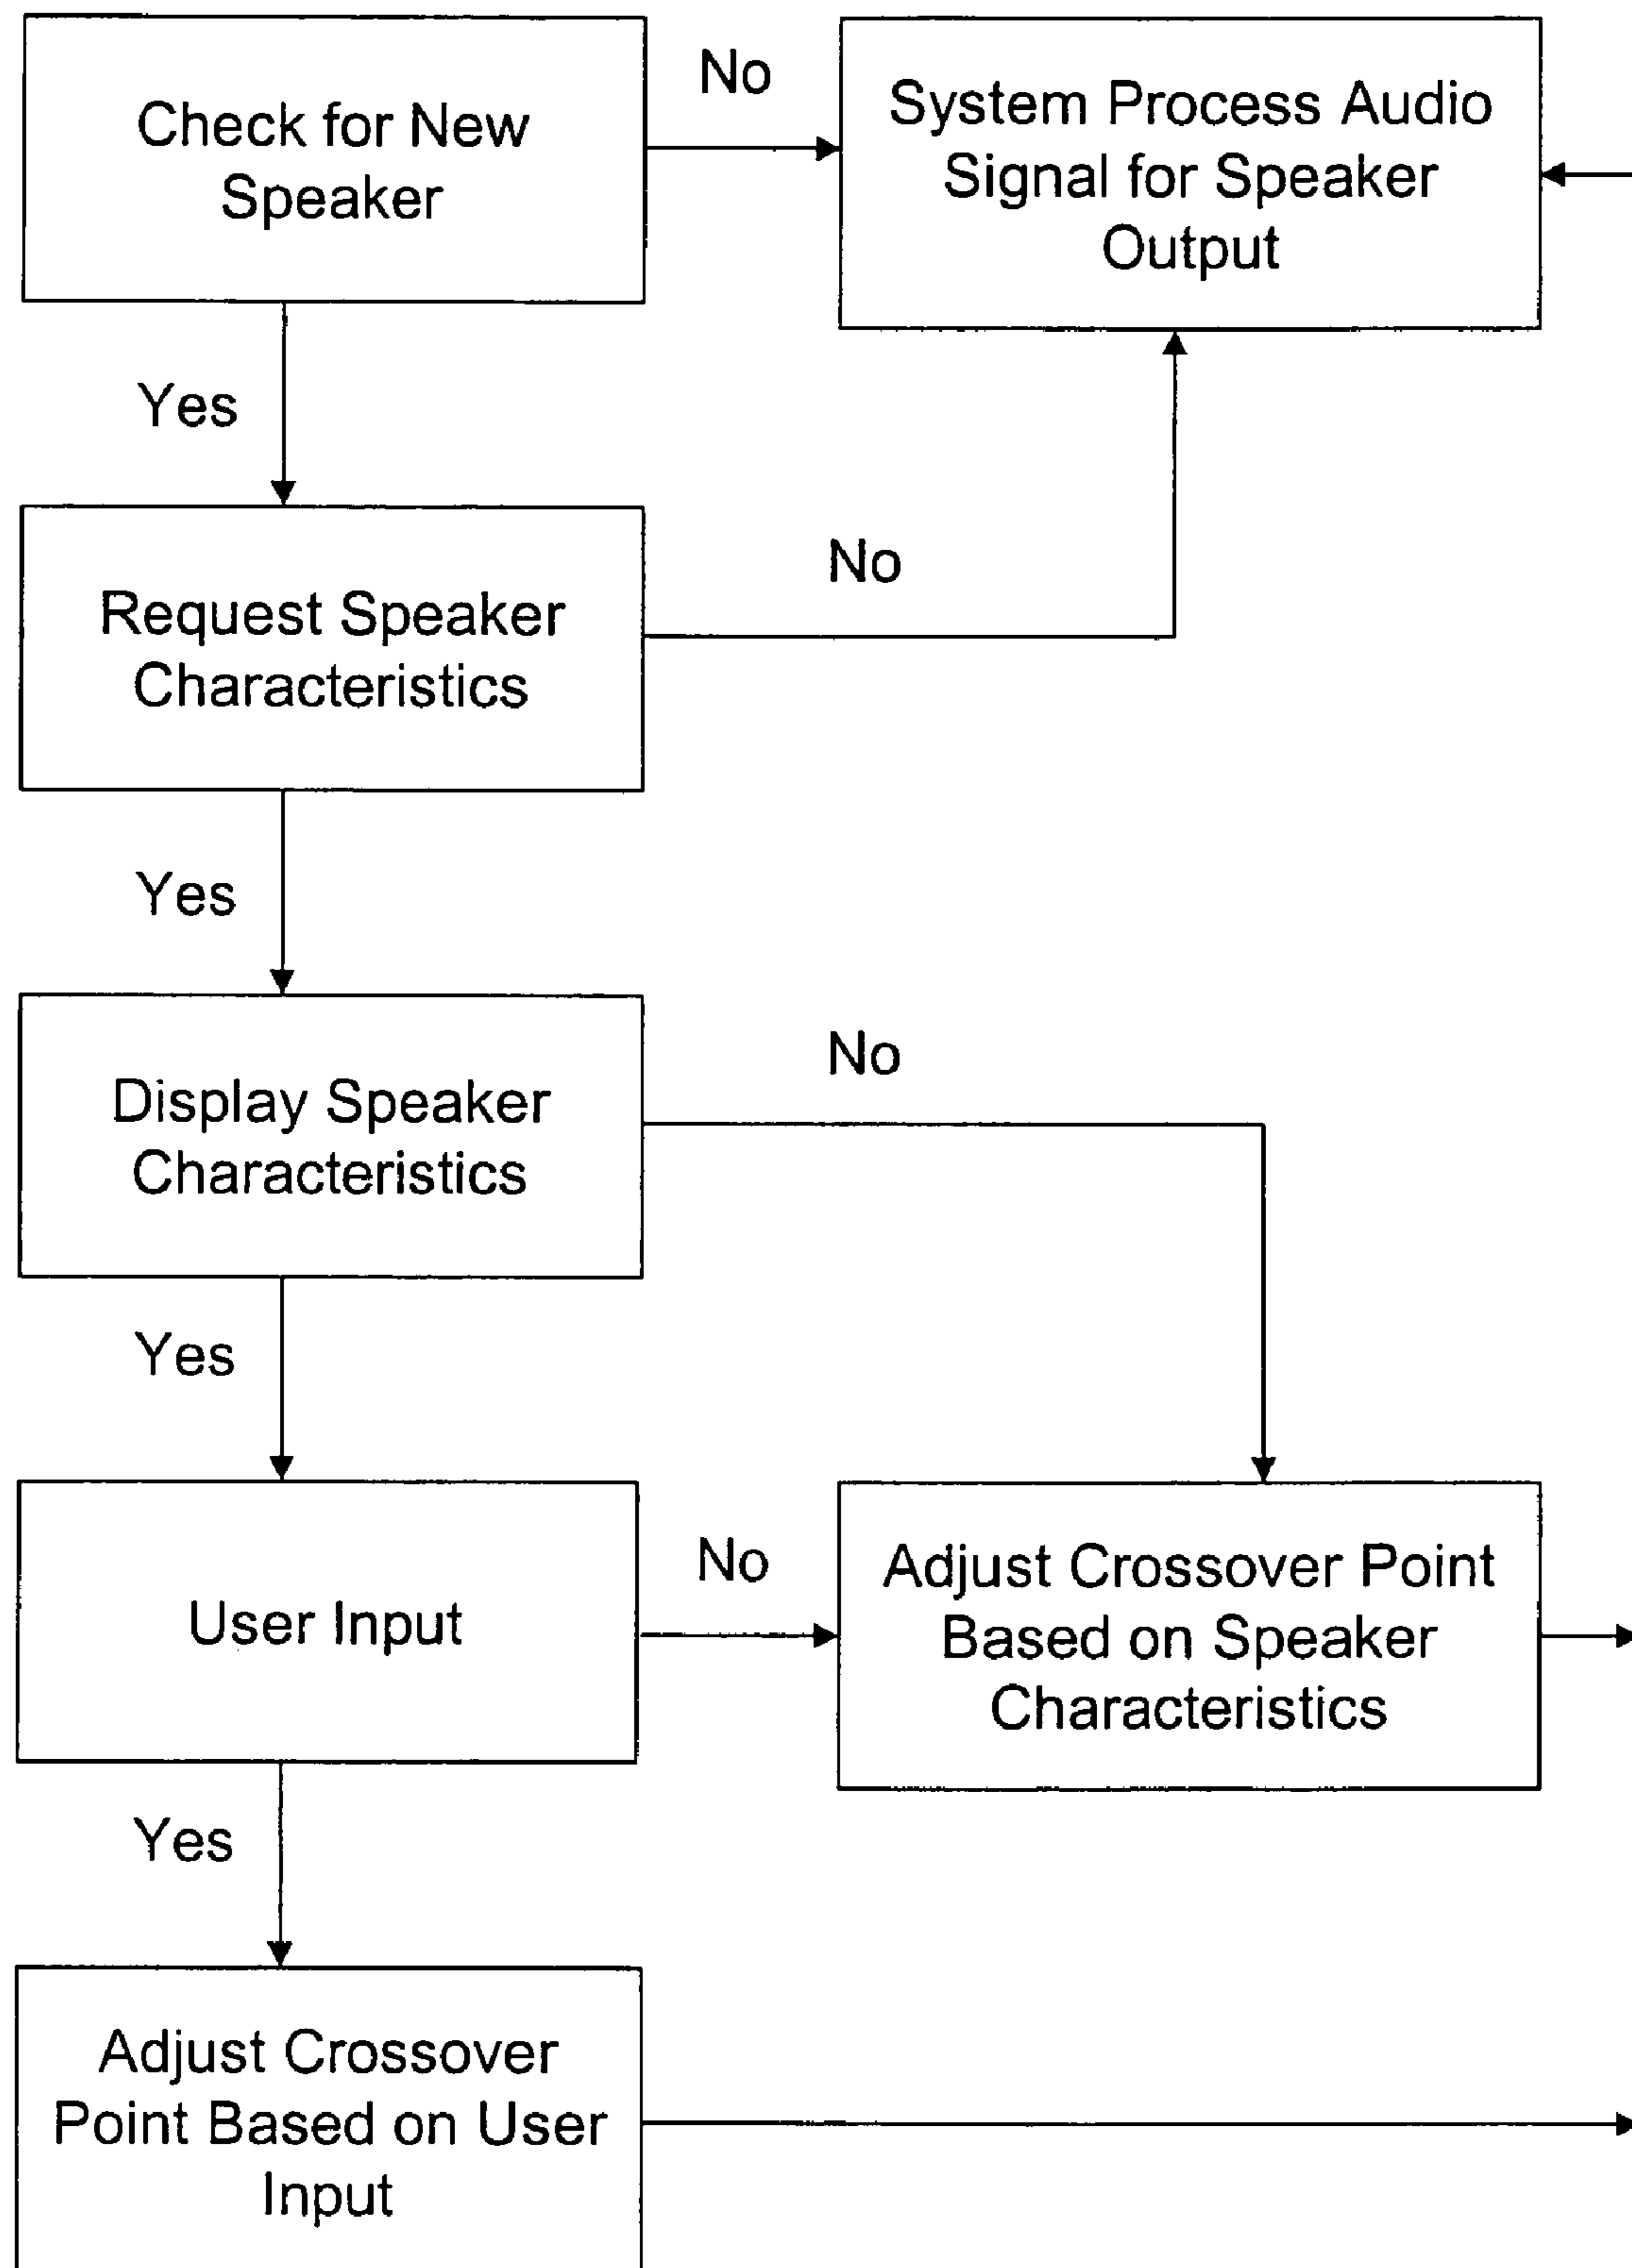 Check for New
Speaker
No
System Process Audio
Signal for Speaker
Output
Yes
Request Speaker
Characteristics
No
Yes
Display Speaker
Characteristics
No
Yes
User Input
No
Adjust Crossover Point
Based on Speaker
Characteristics
Yes
Adjust Crossover
Point Based on User
Input